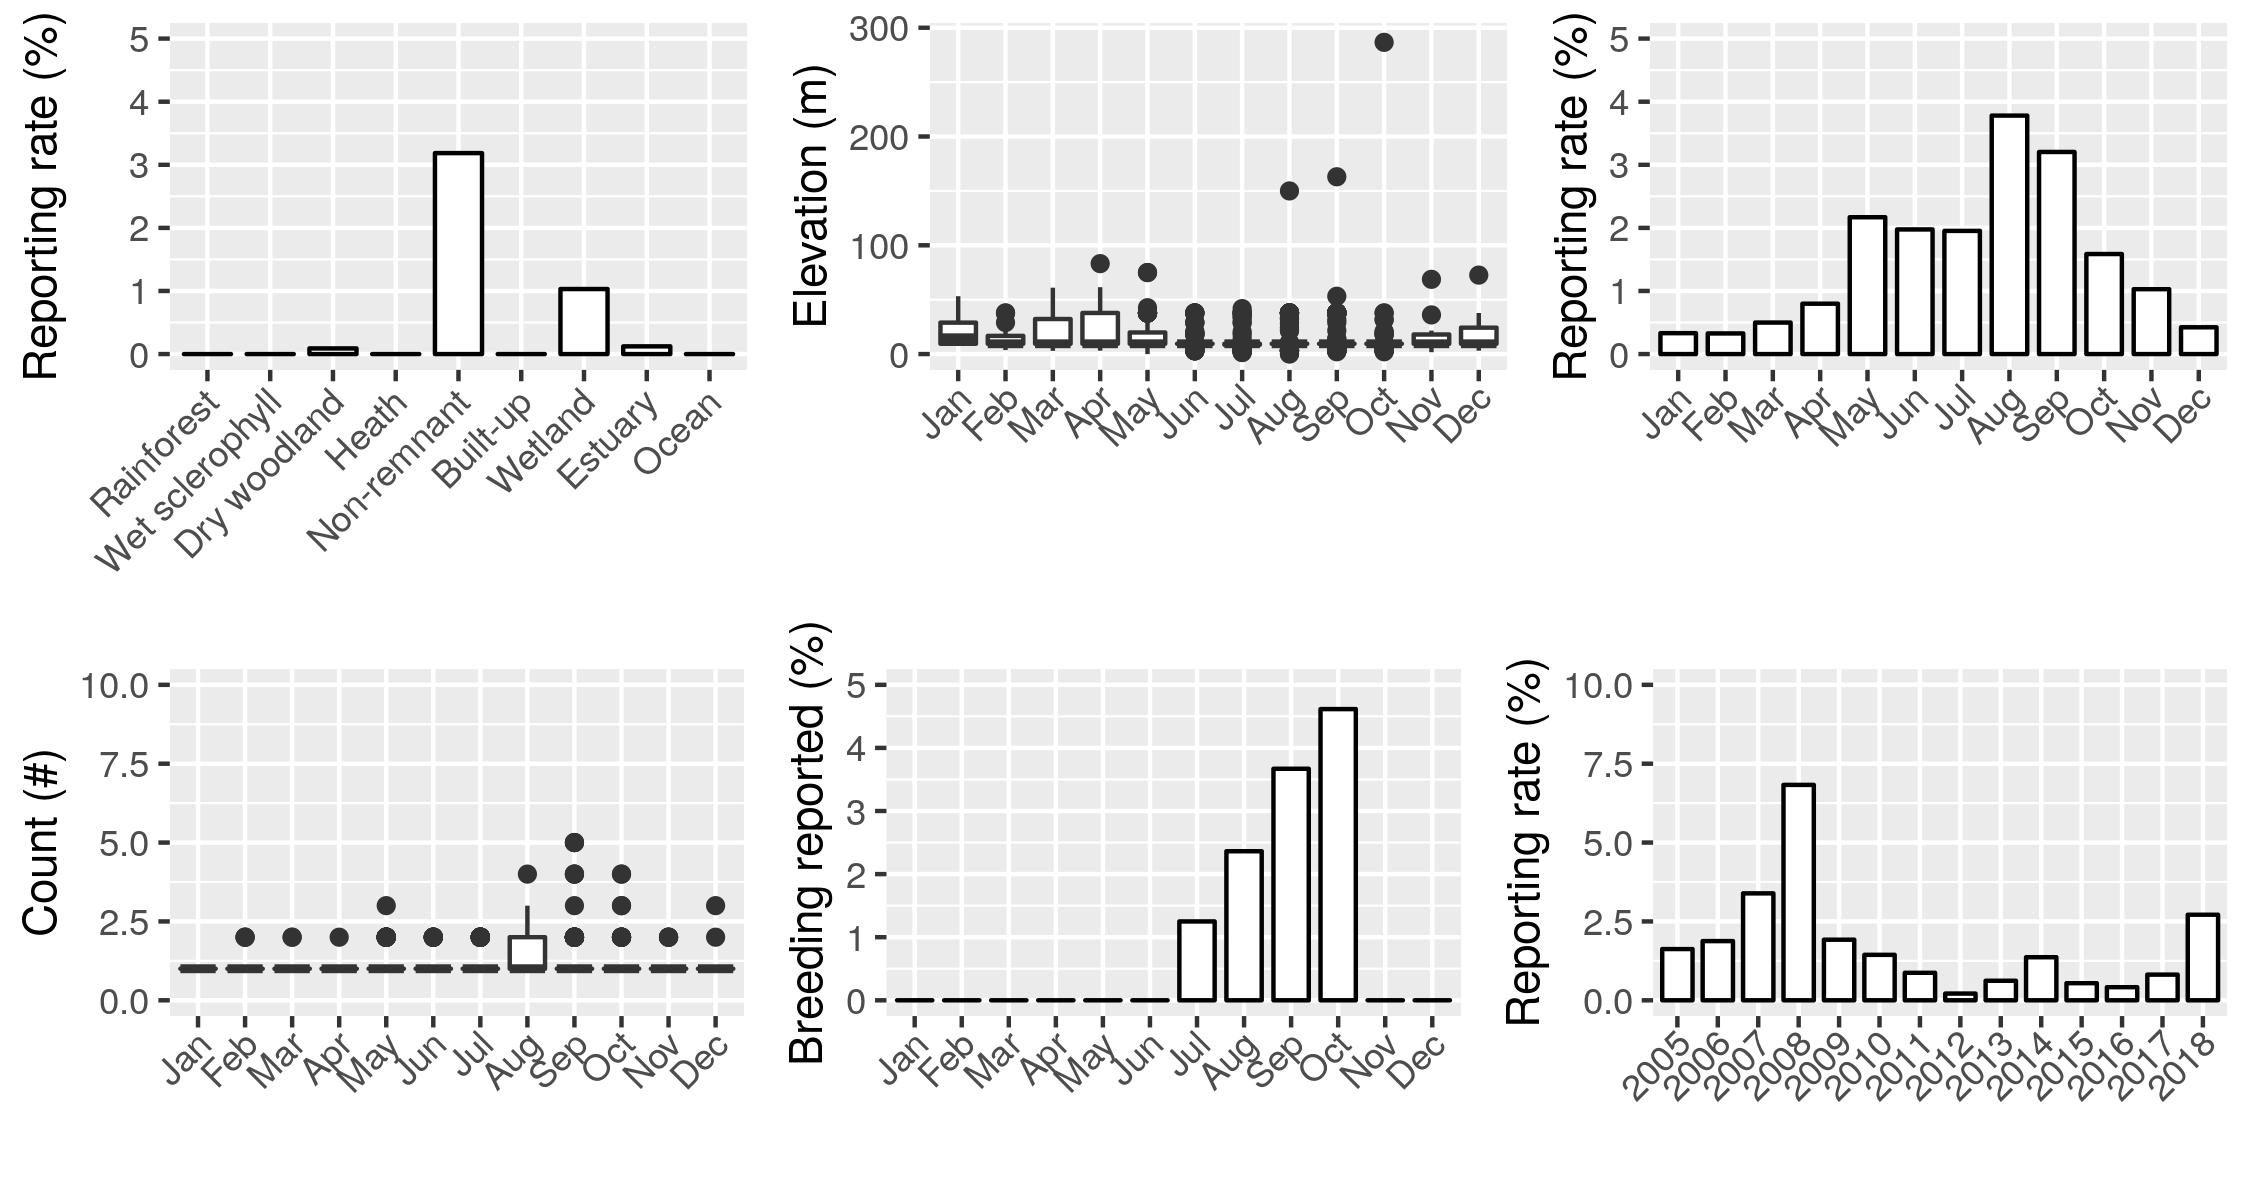 Reporting rate (%)
5
4
3
2
1
0
Rainforest
Wet sclerophyll
Dry woodland
Heath
Non-remnant
Built-up
Wetland
Estuary
Ocean
Elevation (m)
300
200
100
0
Jan
Feb
Mar
Apr
May
Jun
Jul
Aug
Sep
Oct
Nov
Dec
Reporting rate (%)
5
4
3
2
1
0
Jan
Feb
Mar
Apr
May
Jun
Jul
Aug
Sep
Oct
Nov
Dec
Count (#)
10.0
7.5
5.0
2.5
0.0
Jan
Feb
Mar
Apr
May
Jun
Jul
Aug
Sep
Oct
Nov
Dec
Breeding reported (%)
5
4
3
2
1
0
Jan
Feb
Mar
Apr
May
Jun
Jul
Aug
Sep
Oct
Nov
Dec
Reporting rate (%)
10.0
7.5
5.0
2.5
0.0
2005
2006
2007
2008
2009
2010
2011
2012
2013
2014
2015
2016
2017
2018